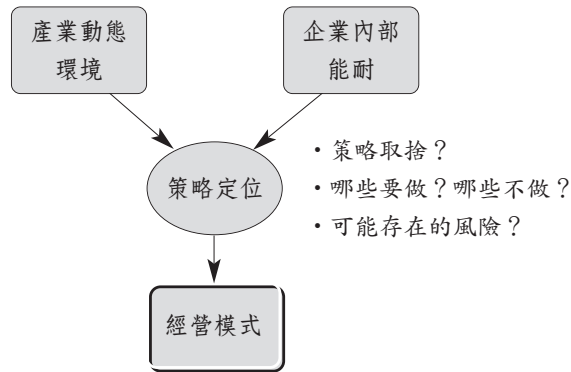 產業動態
環境
企業內部
能耐
策略定位
・策略取捨？
・哪些要做？哪些不做？
・可能存在的風險？
經營模式